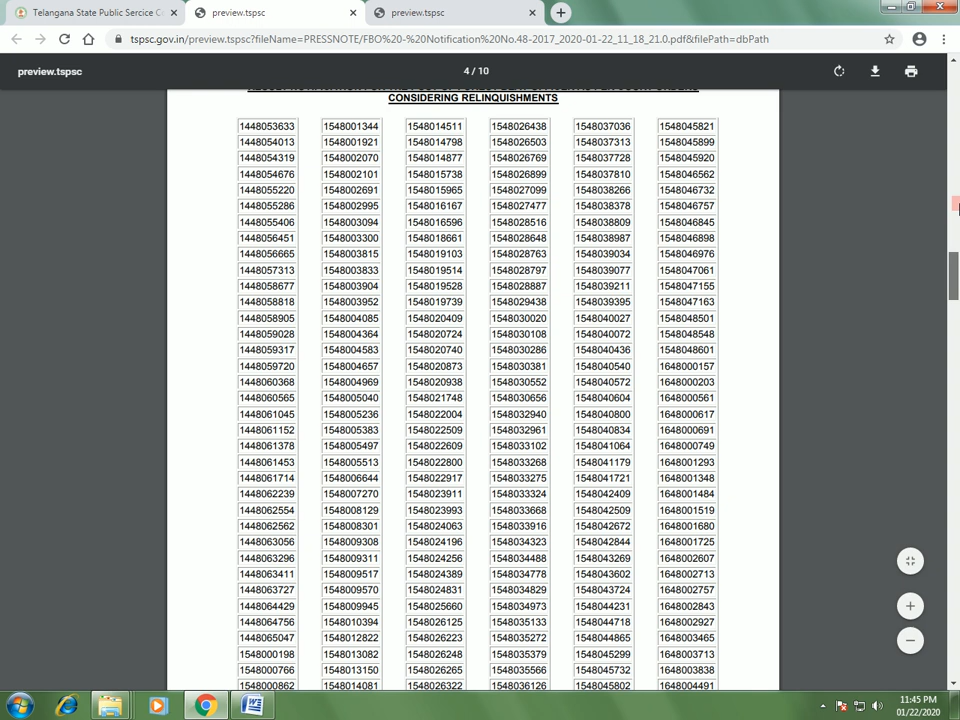 Telangana State Public Sercice C
preview.tspsc
preview.tspsc
tspsc.gov.in/preview.tspsc?fileName=PRESSNOTE/FBO%20-%20Notification%20No.48-2017_2020-01-22_11_18_21.0.pdf&filePath=dbPath
preview.tspsc
4 / 10
CONSIDERING RELINQUISHMENTS
1448053633 1548001344 1548014511 1548026438 1548037036 1548045821
1448054013 1548001921 1548014798 1548026503 1548037313 1548045899
1448054319 1548002070 1548014877 1548026769 1548037728 1548045920
1448054676 1548002101 1548015738 1548026899 1548037810 1548046562
1448055220 1548002691 1548015965 1548027099 1548038266 1548046732
1448055286 1548002995 1548016167 1548027477 1548038378 1548046757
1448055406 1548003094 1548016596 1548028516 1548038809 1548046845
1448056451 1548003300 1548018661 1548028648 1548038987 1548046898
1448056665 1548003815 1548019103 1548028763 1548039034 1548046976
1448057313 1548003833 1548019514 1548028797 1548039077 1548047061
1448058677 1548003904 1548019528 1548028887 1548039211 1548047155
1448058818 1548003952 1548019739 1548029438 1548039395 1548047163
1448058905 1548004085 1548020409 1548030020 1548040027 1548048501
1448059028 1548004364 1548020724 1548030108 1548040072 1548048548
1448059317 1548004583 1548020740 1548030286 1548040436 1548048601
1448059720 1548004657 1548020873 1548030381 1548040540 1648000157
1448060368 1548004969 1548020938 1548030552 1548040572 1648000203
1448060565 1548005040 1548021748 1548030656 1548040604 1648000561
1448061045 1548005236 1548022004 1548032940 1548040800 1648000617
1448061152 1548005383 1548022509 1548032961 1548040834 1648000691
1448061378 1548005497 1548022609 1548033102 1548041064 1648000749
1448061453 1548005513 1548022800 1548033268 1548041179 1648001293
1448061714 1548006644 1548022917 1548033275 1548041721 1648001348
1448062239 1548007270 1548023911 1548033324 1548042409 1648001484
1448062554 1548008129 1548023993 1548033668 1548042509 1648001519
1448062562 1548008301 1548024063 1548033916 1548042672 1648001680
1448063056 1548009308 1548024196 1548034323 1548042844 1648001725
1448063296 1548009311 1548024256 1548034488 1548043269 1648002607
1448063411 1548009517 1548024389 1548034778 1548043602 1648002713
1448063727 1548009570 1548024831 1548034829 1548043724 1648002757
1448064429 1548009945 1548025660 1548034973 1548044231 1648002843
1448064756 1548010394 1548026125 1548035133 1548044718 1648002927
1448065047 1548012822 1548026223 1548035272 1548044865 1648003465
1548000198 1548013082 1548026248 1548035379 1548045299 1648003713
1548000766 1548013150 1548026265 1548035566 1548045732 1648003838
1548000862 1548014081 1548026322 1548036126 1548045802 1648004491
11:45 PM
01/22/2020